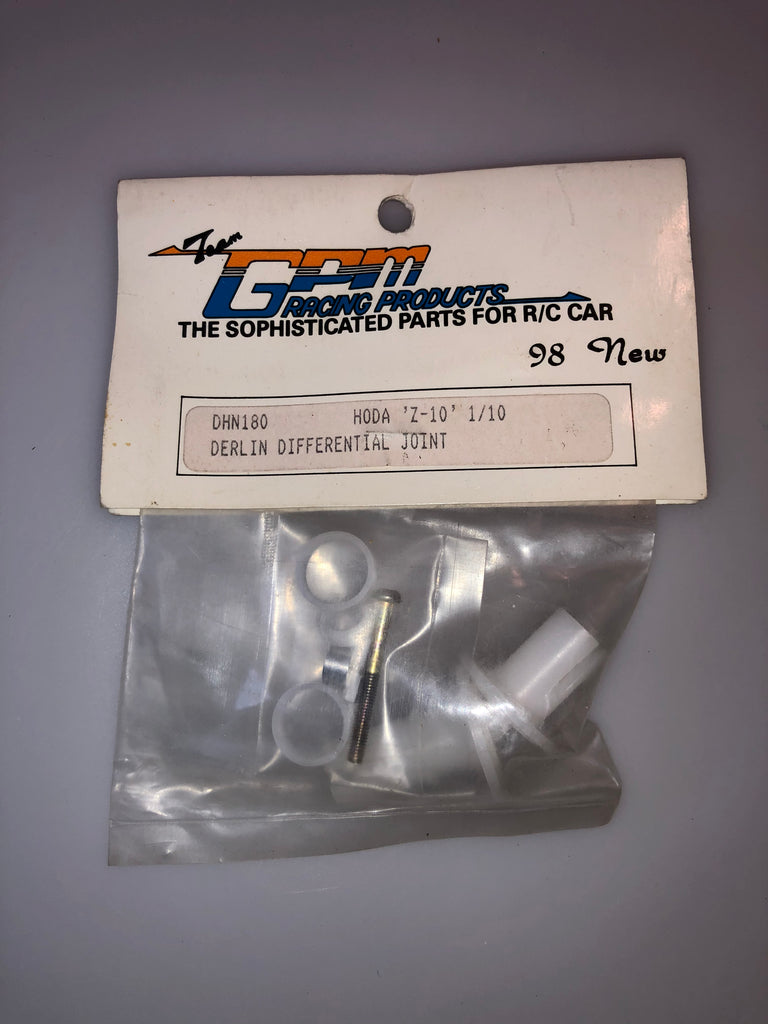 Team
GPM
RACING PRODUCTS
THE SOPHISTICATED PARTS FOR R/C CAR
98 New
DHN180 HODA 'Z-10' 1/10
DERLIN DIFFERENTIAL JOINT